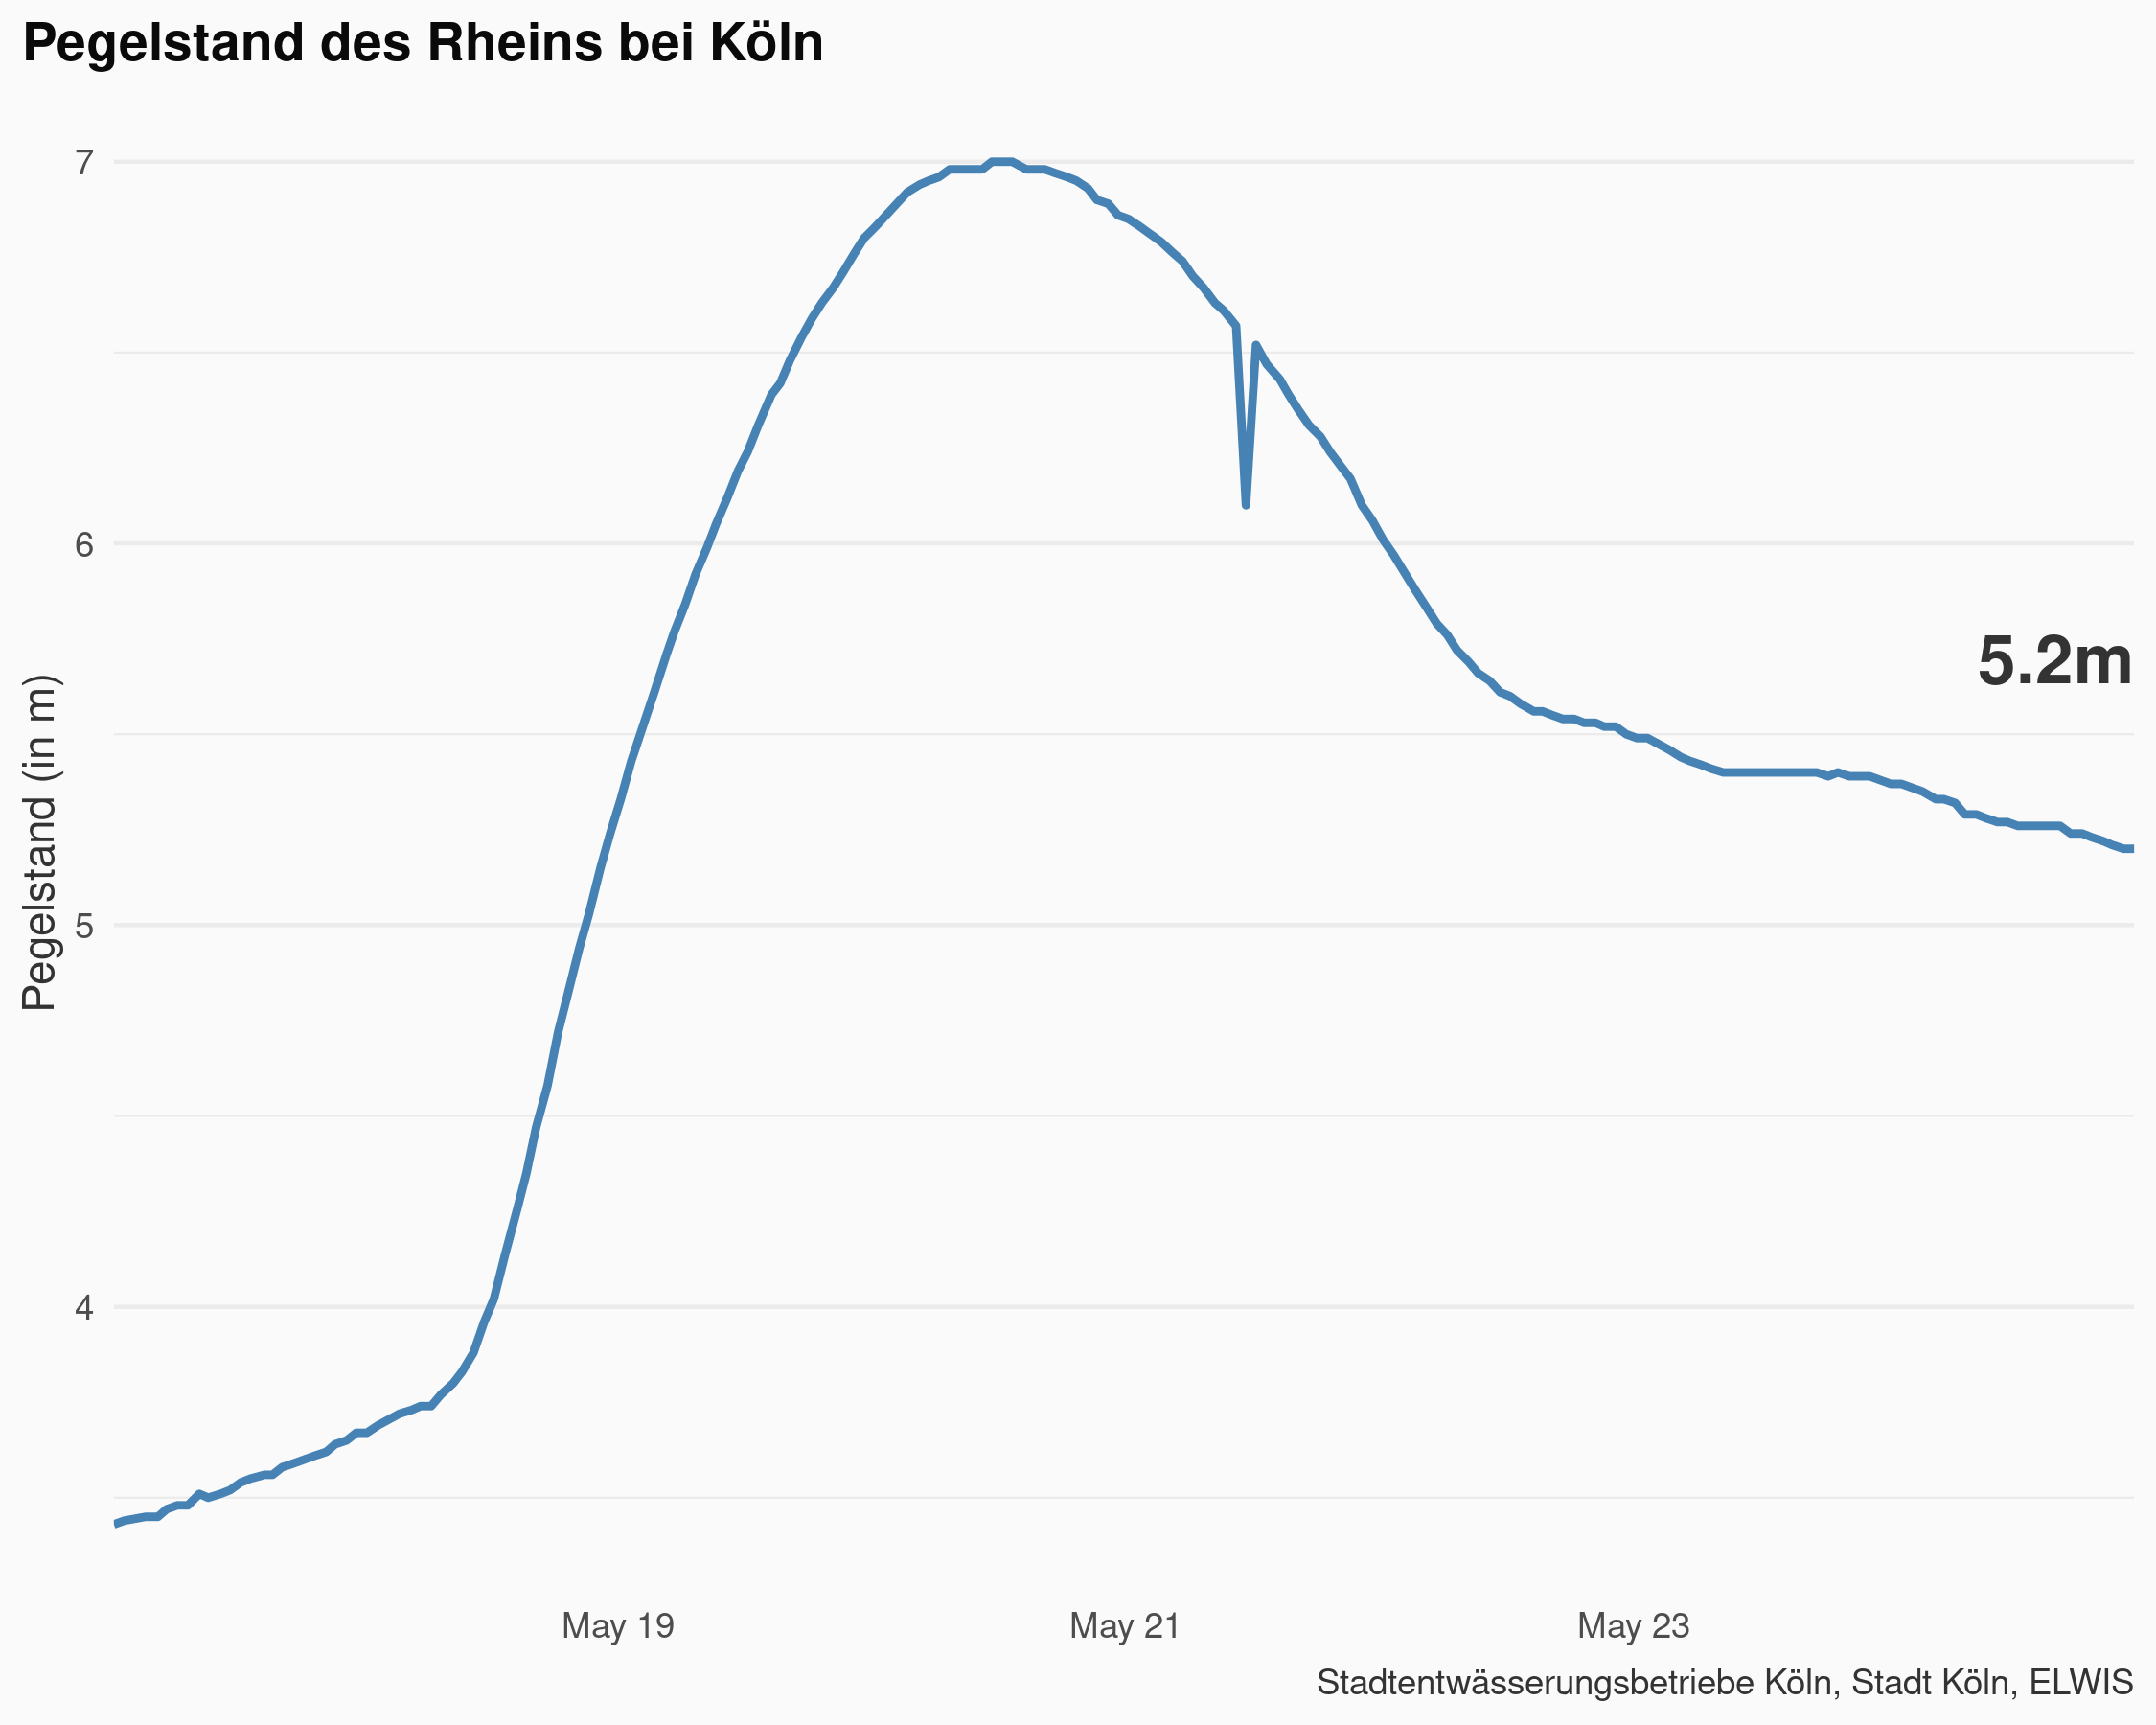 Pegelstand des Rheins bei Köln
Pegelstand (in m)
7
6
5
4
5.2m
May 19
May 21
May 23
Stadtentwässerungsbetriebe Köln, Stadt Köln, ELWIS